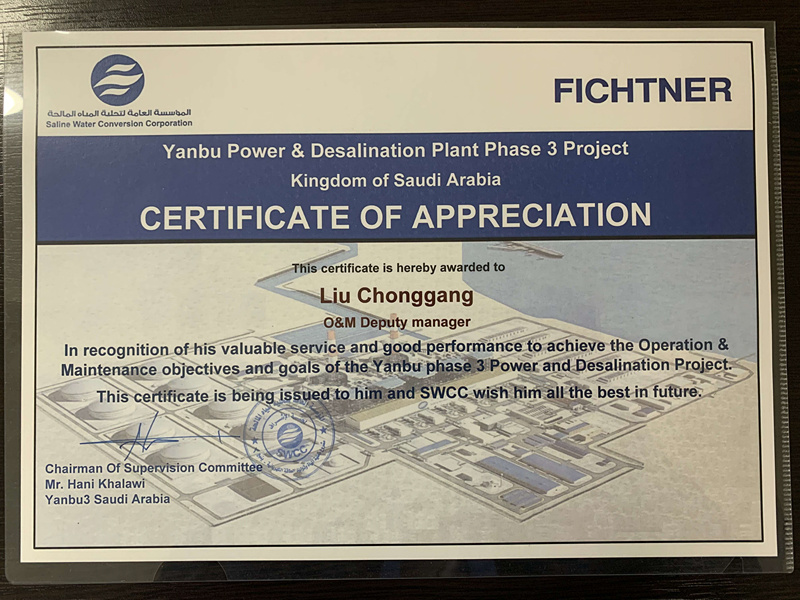 المؤسسة العامة لتحلية المياه المالحة
Saline Water Conversion Corporation
FICHTNER
Yanbu Power & Desalination Plant Phase 3 Project
Kingdom of Saudi Arabia
CERTIFICATE OF APPRECIATION
This certificate is hereby awarded to
Liu Chonggang
O&M Deputy manager
In recognition of his valuable service and good performance to achieve the Operation &
Maintenance objectives and goals of the Yanbu phase 3 Power and Desalination Project.
This certificate is being issued to him and SWCC wish him all the best in future.
SWCC
Chairman Of Supervision Committee
Mr. Hani Khalawi
Yanbu3 Saudi Arabia